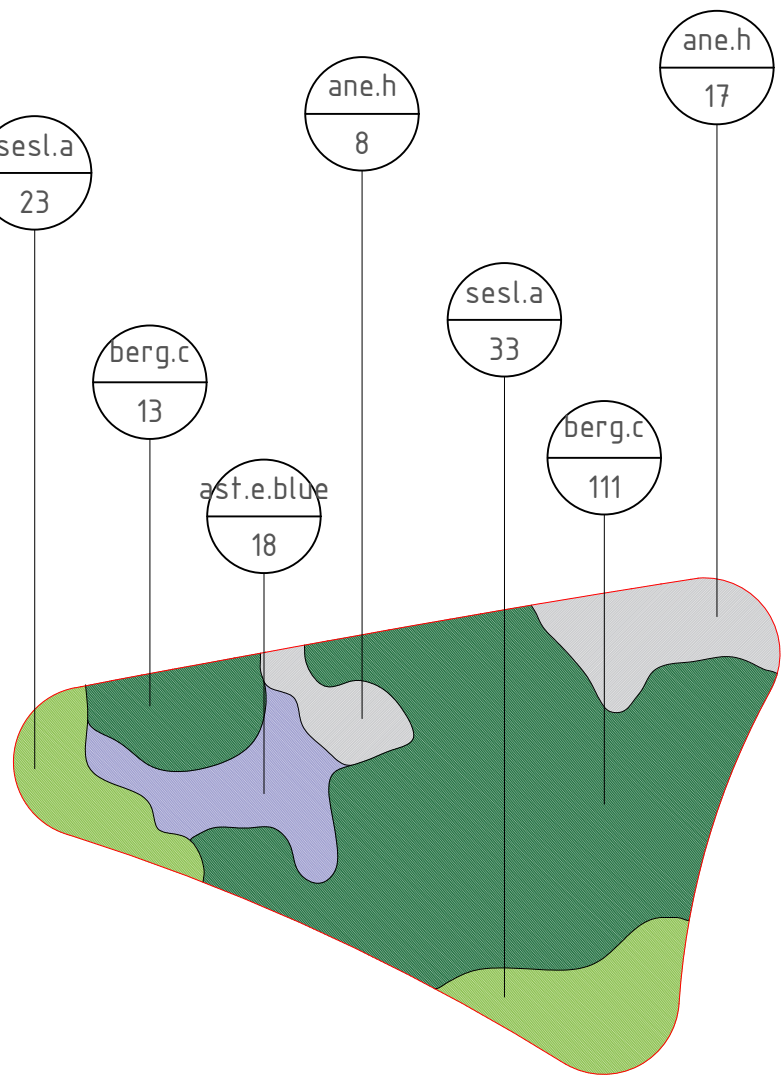 ane.h
17
ane.h
8
sesl.a
23
sesl.a
33
berg.c
13
berg.c
111
ast.e.blue
18